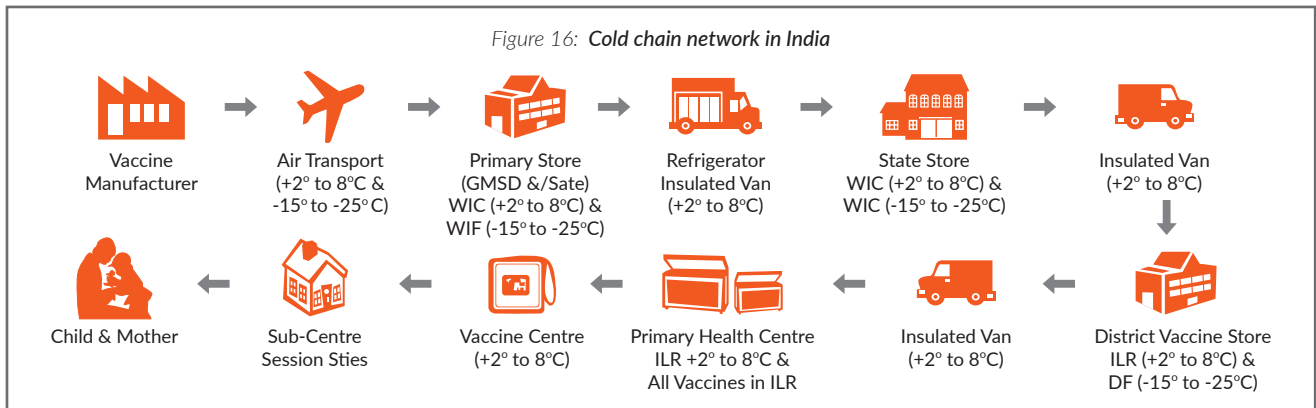 Figure 16: Cold chain network in India
Vaccine
Manufacturer
Air Transport
(+2° to 8°C &
-15° to -25° C)
Primary Store
(GMSD &/Sate)
WIC (+2° to 8°C) &
WIF (-15° to -25°C)
Refrigerator
Insulated Van
(+2° to 8°C)
State Store
WIC (+2° to 8°C) &
WIC (-15° to -25°C)
Insulated Van
(+2° to 8°C)
Child & Mother
Sub-Centre
Session Sties
Vaccine Centre
(+2° to 8°C)
Primary Health Centre
ILR +2° to 8°C &
All Vaccines in ILR
Insulated Van
(+2° to 8°C)
District Vaccine Store
ILR (+2° to 8°C) &
DF (-15° to -25°C)